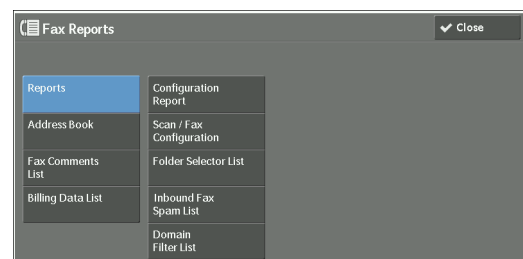 Fax Reports
Close
Reports
Address Book
Fax Comments
List
Billing Data List
Configuration
Report
Scan / Fax
Configuration
Folder Selector List
Inbound Fax
Spam List
Domain
Filter List